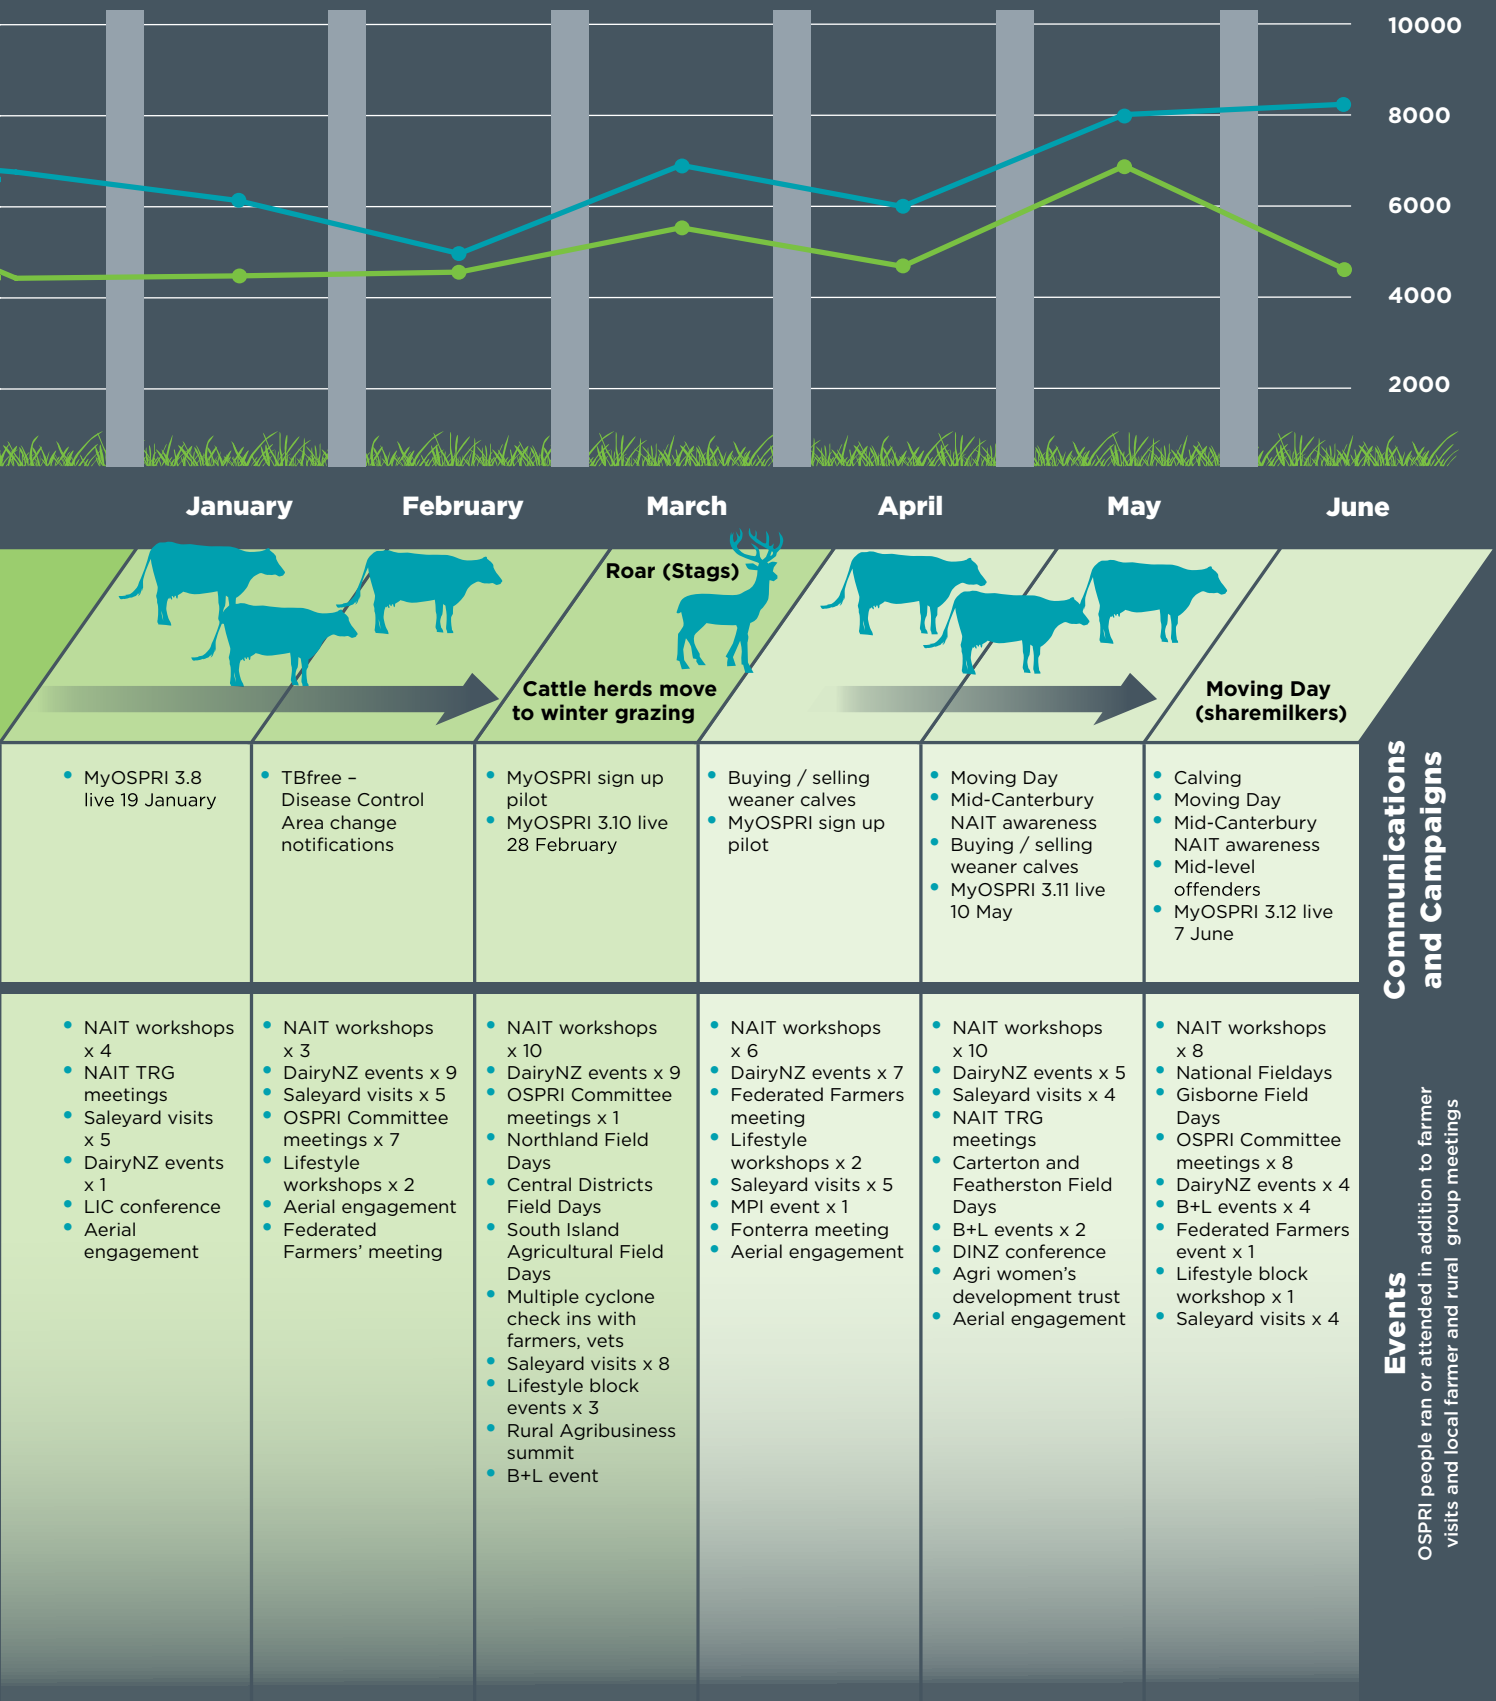 10000
8000
6000
4000
2000
January
February
March
April
May
June
Roar (Stags)
Cattle herds move
to winter grazing
Moving Day
(sharemilkers)
• MyOSPRI 3.8
live 19 January
• TBfree –
Disease Control
Area change
notifications
• MyOSPRI sign up
pilot
• MyOSPRI 3.10 live
28 February
• Buying / selling
weaner calves
• MyOSPRI sign up
pilot
• Moving Day
• Mid-Canterbury
NAIT awareness
• Buying / selling
weaner calves
• MyOSPRI 3.11 live
10 May
• Calving
• Moving Day
• Mid-Canterbury
NAIT awareness
• Mid-level
offenders
• MyOSPRI 3.12 live
7 June
Communications
and Campaigns
• NAIT workshops
x 4
• NAIT TRG
meetings
• Saleyard visits
x 5
• DairyNZ events
x 1
• LIC conference
• Aerial
engagement
• NAIT workshops
x 3
• DairyNZ events x 9
• Saleyard visits x 5
• OSPRI Committee
meetings x 7
• Lifestyle
workshops x 2
• Aerial engagement
• Federated
Farmers’ meeting
• NAIT workshops
x 10
• DairyNZ events x 9
• OSPRI Committee
meetings x 1
• Northland Field
Days
• Central Districts
Field Days
• South Island
Agricultural Field
Days
• Multiple cyclone
check ins with
farmers, vets
• Saleyard visits x 8
• Lifestyle block
events x 3
• Rural Agribusiness
summit
• B+L event
• NAIT workshops
x 6
• DairyNZ events x 7
• Federated Farmers
meeting
• Lifestyle
workshops x 2
• Saleyard visits x 5
• MPI event x 1
• Fonterra meeting
• Aerial engagement
• NAIT workshops
x 10
• DairyNZ events x 5
• Saleyard visits x 4
• NAIT TRG
meetings
• Carterton and
Featherston Field
Days
• B+L events x 2
• DINZ conference
• Agri women’s
development trust
• Aerial engagement
• NAIT workshops
x 8
• National Fieldays
• Gisborne Field
Days
• OSPRI Committee
meetings x 8
• DairyNZ events x 4
• B+L events x 4
• Federated Farmers
event x 1
• Lifestyle block
workshop x 1
• Saleyard visits x 4
Events
OSPRI people ran or attended in addition to farmer
visits and local farmer and rural group meetings